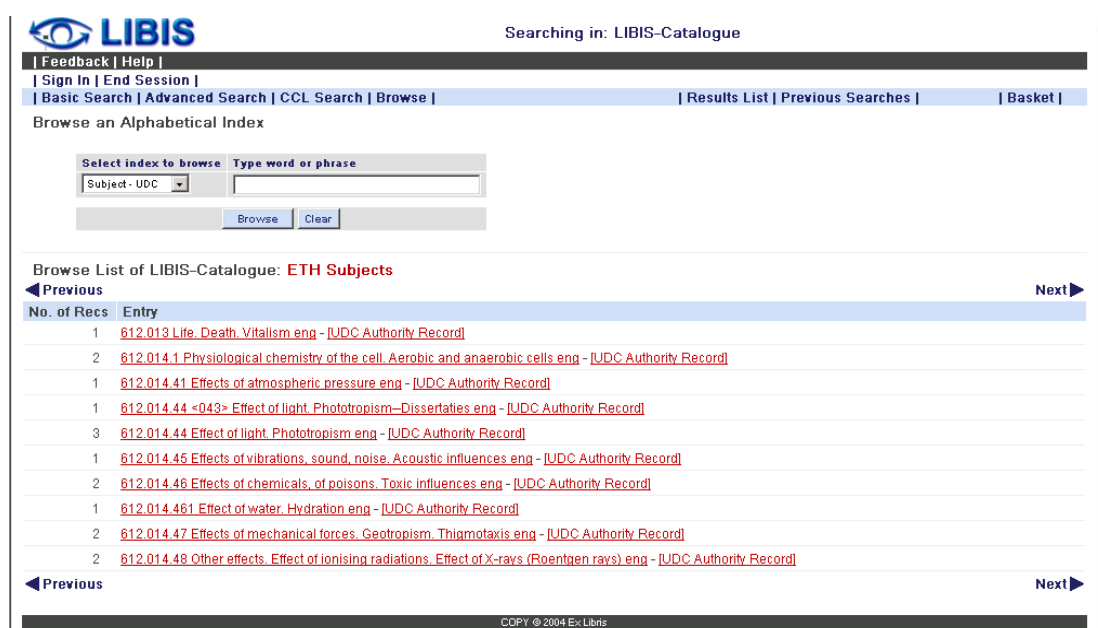 LIBIS
Searching in: LIBIS-Catalogue
| Feedback | Help |
| Sign In | End Session |
| Basic Search | Advanced Search | CCL Search | Browse | | Results List | Previous Searches | | Basket |
Browse an Alphabetical Index
Select index to browse Type word or phrase
Subject - UDC
Browse Clear
Browse List of LIBIS-Catalogue: ETH Subjects
Previous Next
No. of Recs Entry
1 612.013 Life. Death. Vitalism eng - [UDC Authority Record]
2 612.014.1 Physiological chemistry of the cell. Aerobic and anaerobic cells eng - [UDC Authority Record]
1 612.014.41 Effects of atmospheric pressure eng - [UDC Authority Record]
1 612.014.44 <043> Effect of light. Phototropism--Dissertaties eng - [UDC Authority Record]
3 612.014.44 Effect of light. Phototropism eng - [UDC Authority Record]
1 612.014.45 Effects of vibrations, sound, noise. Acoustic influences eng - [UDC Authority Record]
2 612.014.46 Effects of chemicals, of poisons. Toxic influences eng - [UDC Authority Record]
1 612.014.461 Effect of water. Hydration eng - [UDC Authority Record]
2 612.014.47 Effects of mechanical forces. Geotropism. Thigmotaxis eng - [UDC Authority Record]
2 612.014.48 Other effects. Effect of ionising radiations. Effect of X-rays (Roentgen rays) eng - [UDC Authority Record]
Previous Next
COPY © 2004 Ex Libris